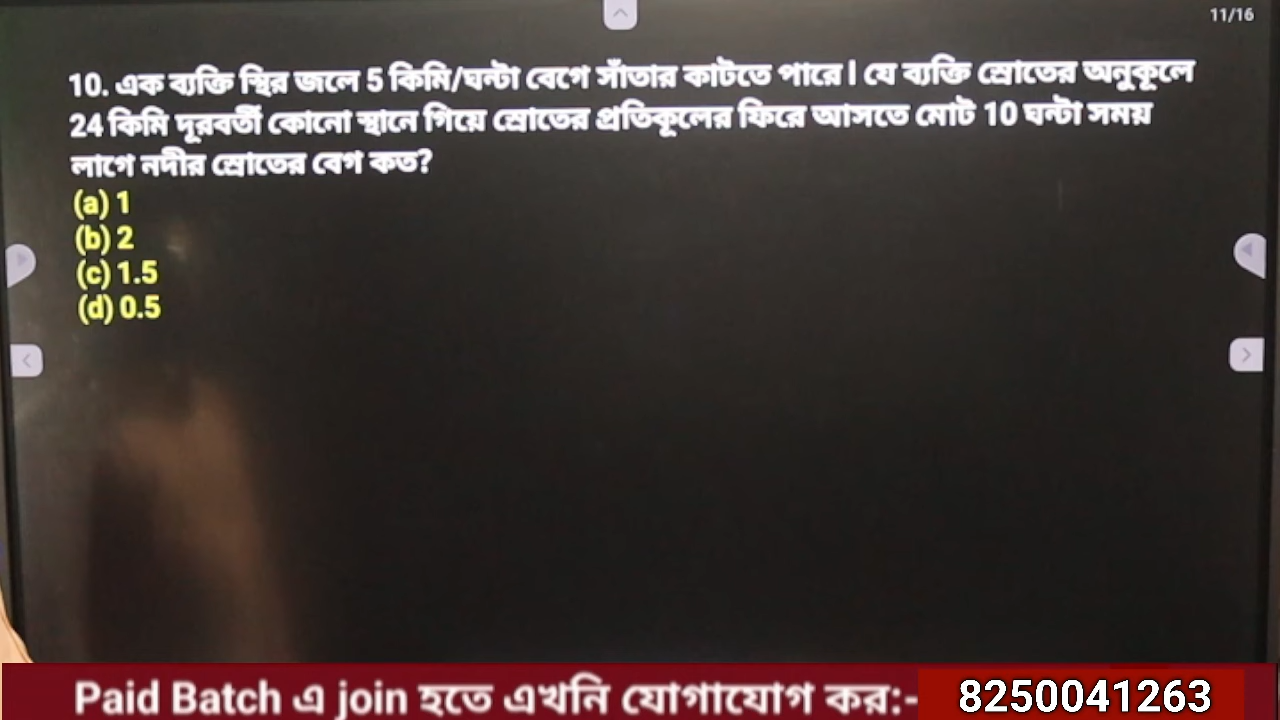 11/16
10. এক ব্যক্তি স্থির জলে 5 কিমি/ঘন্টা বেগে সাঁতার কাটতে পারে l যে ব্যক্তি স্রোতের অনুকূলে
24 কিমি দূরবর্তী কোনো স্থানে গিয়ে স্রোতের প্রতিকূলের ফিরে আসতে মোট 10 ঘন্টা সময়
লাগে নদীর স্রোতের বেগ কত?
(a) 1
(b) 2
(c) 1.5
(d) 0.5
Paid Batch এ join হতে এখনি যোগাযোগ কর:- 8250041263